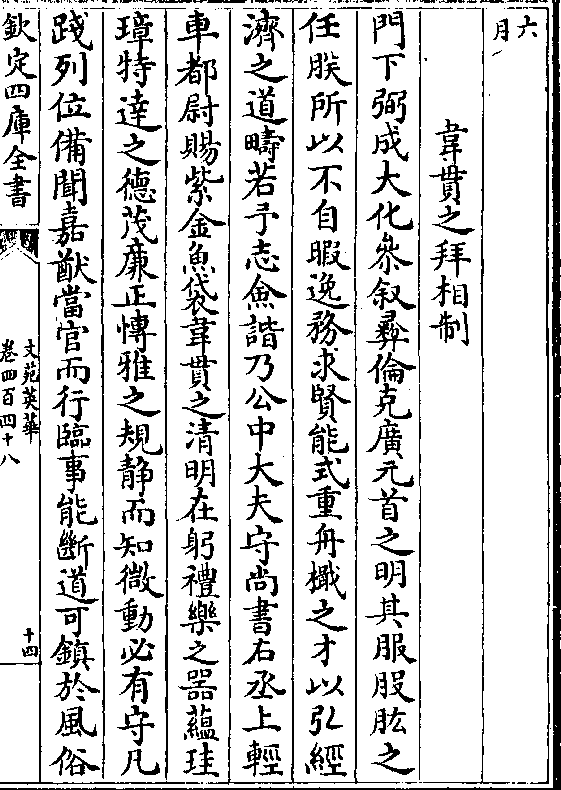 六
月
韋貫之拜相制
門下弼成大化叅叙彛倫克廣元首之明其服股肱之
任朕所以不自暇逸務求賢能式重舟檝之才以弘經
濟之道疇若予志僉諧乃公中大夫守尚書右丞上輕
車都尉賜紫金魚袋韋貫之清明在躬禮樂之器藴珪
璋特達之德茂廉正慱雅之規静而知微動必有守凡
踐列位備聞嘉猷當官而行臨事能斷道可鎮於風俗
欽定四庫全書
文苑英華
卷四百四十八
十四